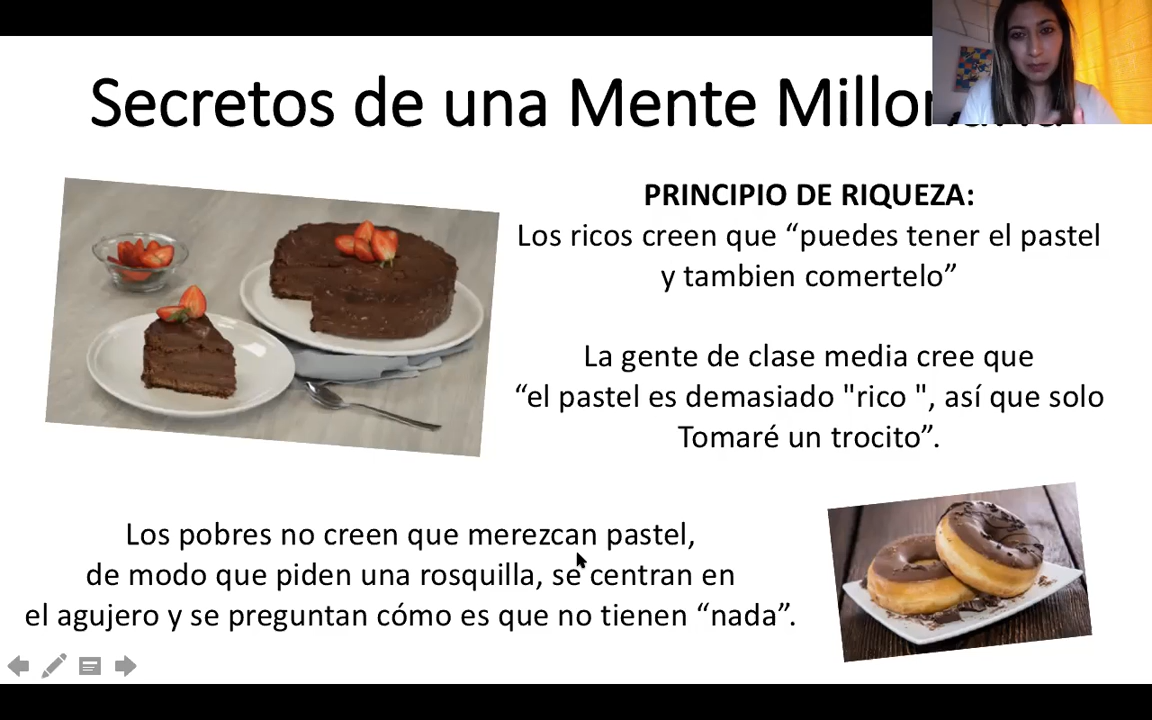 Secretos de una Mente
PRINCIPIO DE RIQUEZA:
Los ricos creen que “puedes tener el pastel
y tambien comertelo”
La gente de clase media cree que
“el pastel es demasiado "rico ", así que solo
Tomaré un trocito”.
Los pobres no creen que merezcan pastel,
de modo que piden una rosquilla, se centran en
el agujero y se preguntan cómo es que no tienen “nada”.